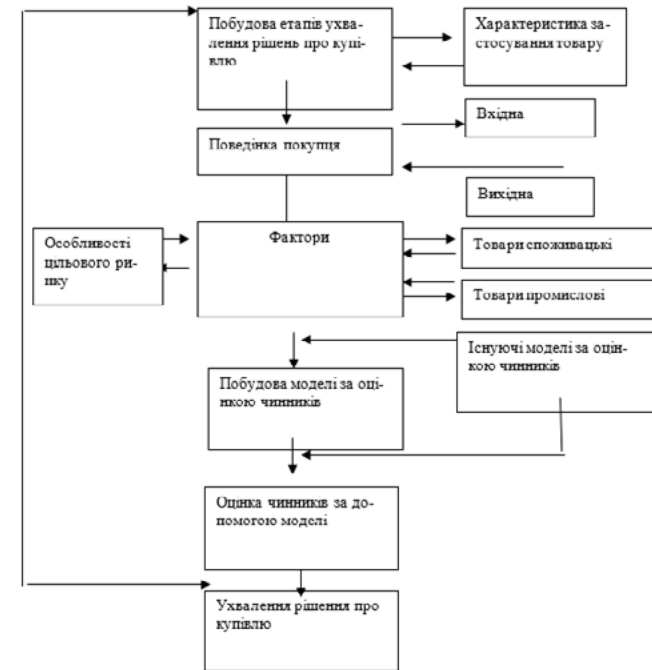 Побудова етапів ухва-
лення рішень про купі-
влю
Характеристика за-
стосування товару
Вхідна
Поведінка покупця
Вихідна
Особливості
цільового ри-
нку
Фактори
Товари споживацькі
Товари промислові
Існуючі моделі за оцін-
кою чинників
Побудова моделі за оці-
нкою чинників
Оцінка чинників за до-
помогою моделі
Ухвалення рішення про
купівлю